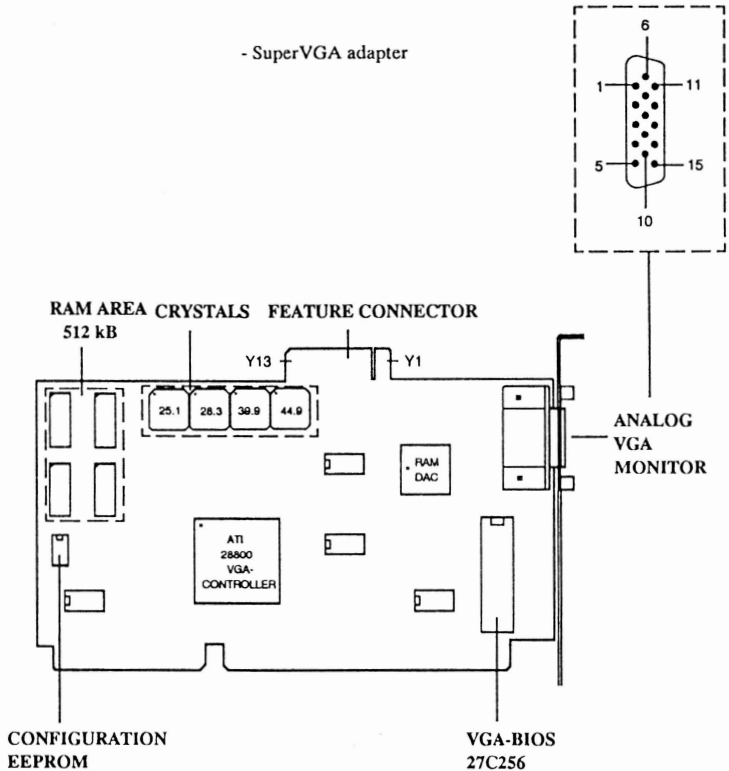 - SuperVGA adapter
6
1
11
5
15
10
RAM AREA
512 kB
CRYSTALS
FEATURE CONNECTOR
Y13
Y1
25.1
28.3
39.9
44.9
ANALOG
VGA
MONITOR
RAM
DAC
ATI
28800
VGA-
CONTROLLER
CONFIGURATION
EEPROM
VGA-BIOS
27C256